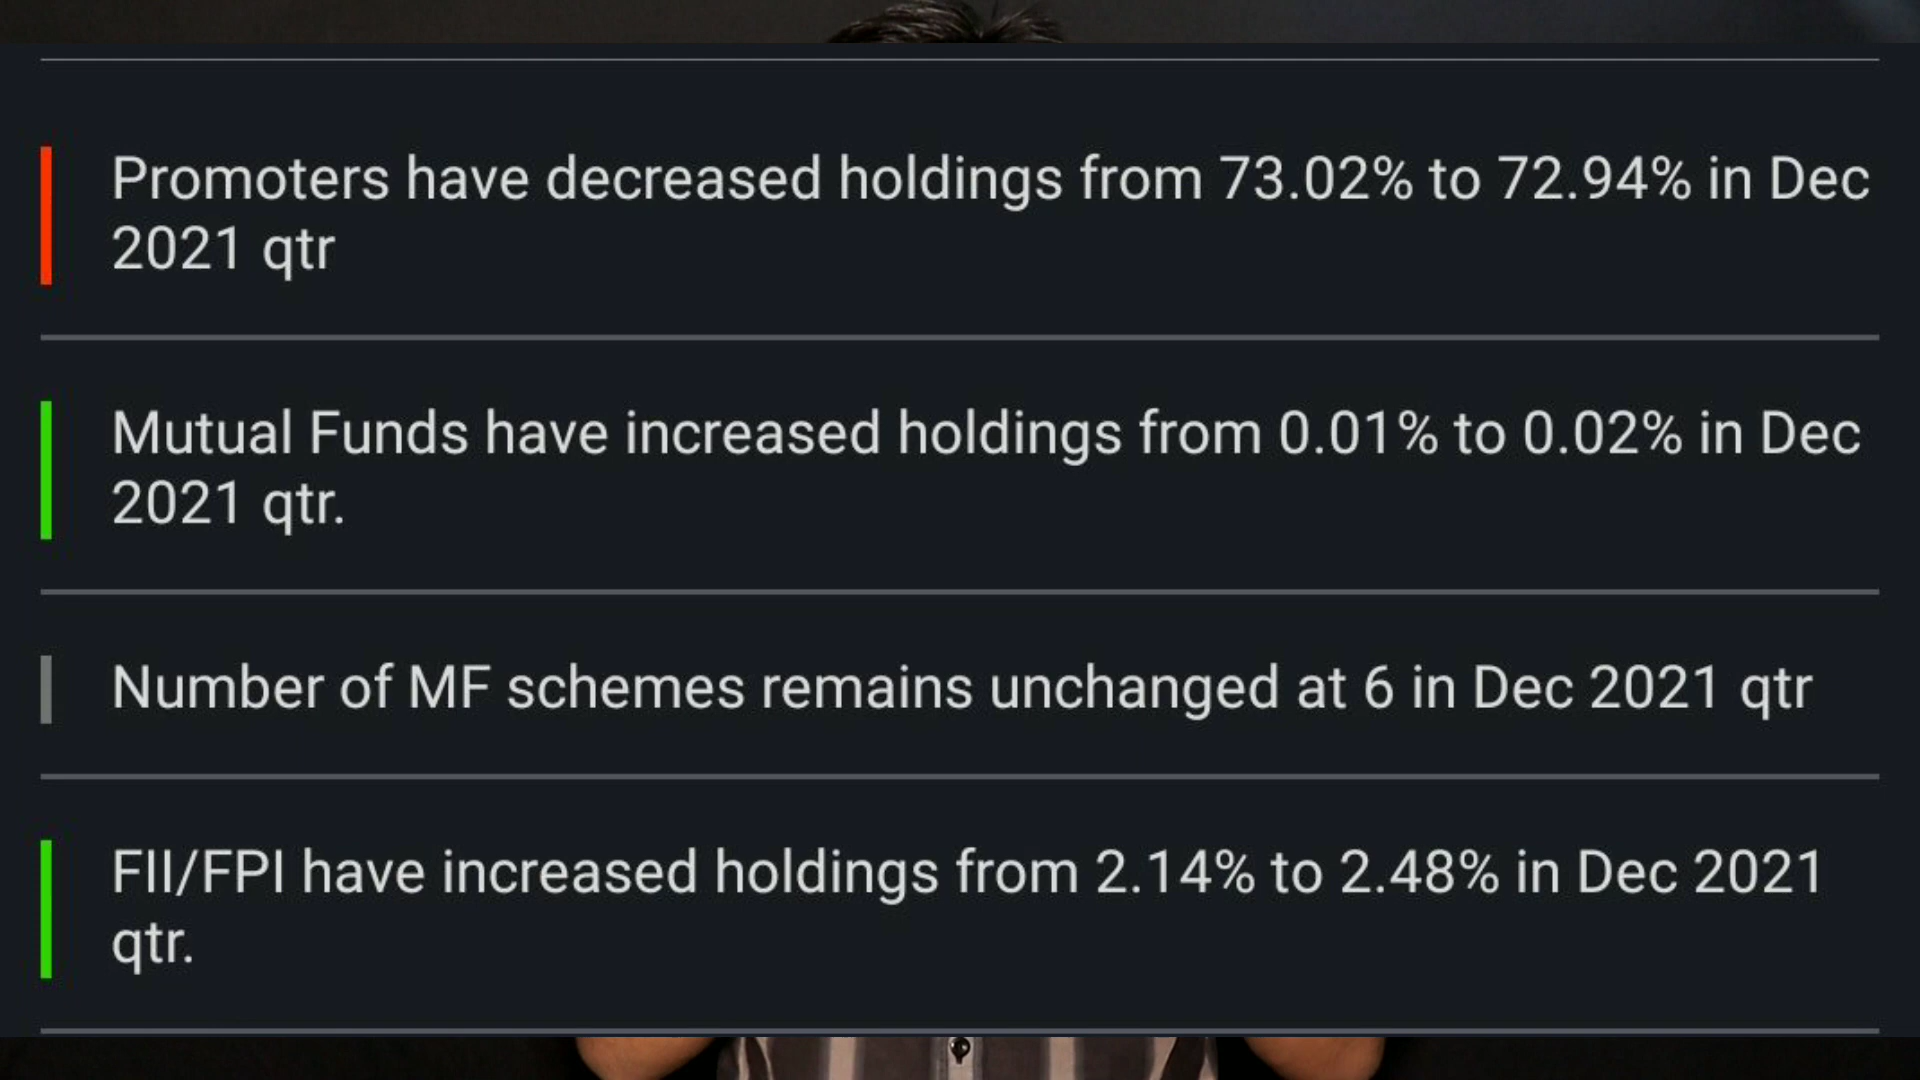 Promoters have decreased holdings from 73.02% to 72.94% in Dec
2021 qtr
Mutual Funds have increased holdings from 0.01% to 0.02% in Dec
2021 qtr.
Number of MF schemes remains unchanged at 6 in Dec 2021 qtr
FII/FPI have increased holdings from 2.14% to 2.48% in Dec 2021
qtr.